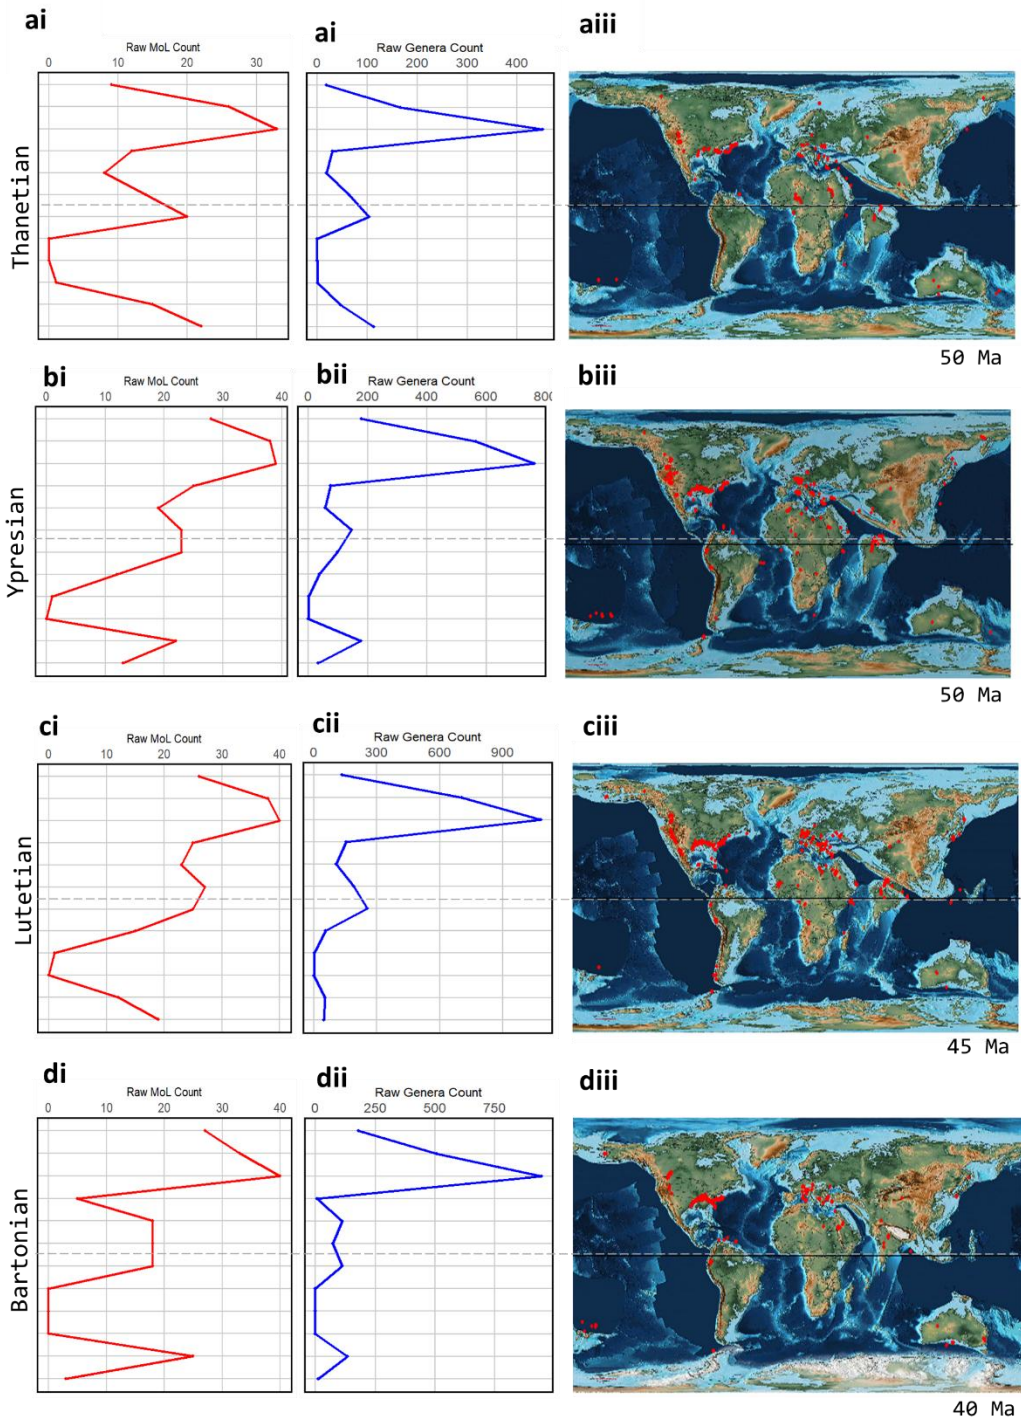 ai
ai
aiii
Raw MoL Count
0 10 20 30
Raw Genera Count
0 100 200 300 400
Thanetian
50 Ma
bi
bii
biii
Raw MoL Count
0 10 20 30 40
Raw Genera Count
0 200 400 600 800
Ypresian
50 Ma
ci
cii
ciii
Raw MoL Count
0 10 20 30 40
Raw Genera Count
0 300 600 900
Lutetian
45 Ma
di
dii
diii
Raw MoL Count
0 10 20 30 40
Raw Genera Count
0 250 500 750
Bartonian
40 Ma